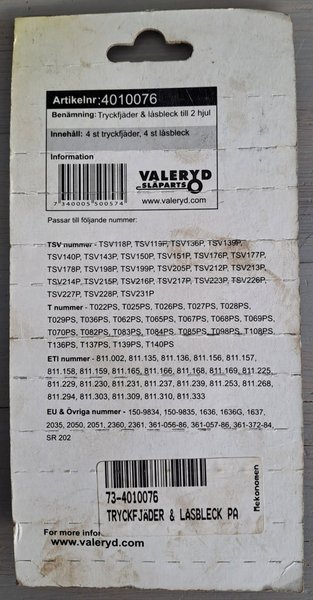 Artikelnr:4010076
Benämning: Tryckfjäder & låsbleck till 2 hjul
Innehåll: 4 st tryckfjäder, 4 st låsbleck
Information
VALERYD
SLÄPARTS
7 340005 500574
www.valeryd.com
Passar till följande nummer:
TSV nummer - TSV118P, TSV119P, TSV136P, TSV139P,
TSV140P, TSV143P, TSV150P, TSV151P, TSV176P, TSV177P,
TSV178P, TSV198P, TSV199P, TSV205P, TSV212P, TSV213P,
TSV214P, TSV215P, TSV216P, TSV217P, TSV223P, TSV226P,
TSV227P, TSV228P, TSV231P
T nummer - T022PS, T025PS, T026PS, T027PS, T028PS,
T029PS, T036PS, T062PS, T065PS, T067PS, T068PS, T069PS,
T070PS, T082PS, T083PS, T084PS, T085PS, T098PS, T108PS,
T136PS, T137PS, T139PS, T140PS
ETI nummer - 811.002, 811.135, 811.136, 811.156, 811.157,
811.158, 811.159, 811.165, 811.166, 811.168, 811.169, 811.225,
811.229, 811.230, 811.231, 811.237, 811.239, 811.253, 811.268,
811.294, 811.303, 811.309, 811.310, 811.333
EU & Övriga nummer - 150-9834, 150-9835, 1636, 1636G, 1637,
2035, 2050, 2051, 2360, 2361, 361-056-86, 361-057-86, 361-372-84,
SR 202
73-4010076
TRYCKFJÄDER & LÅSBLECK PA
Mekonomen
For more infor
www.valeryd.com